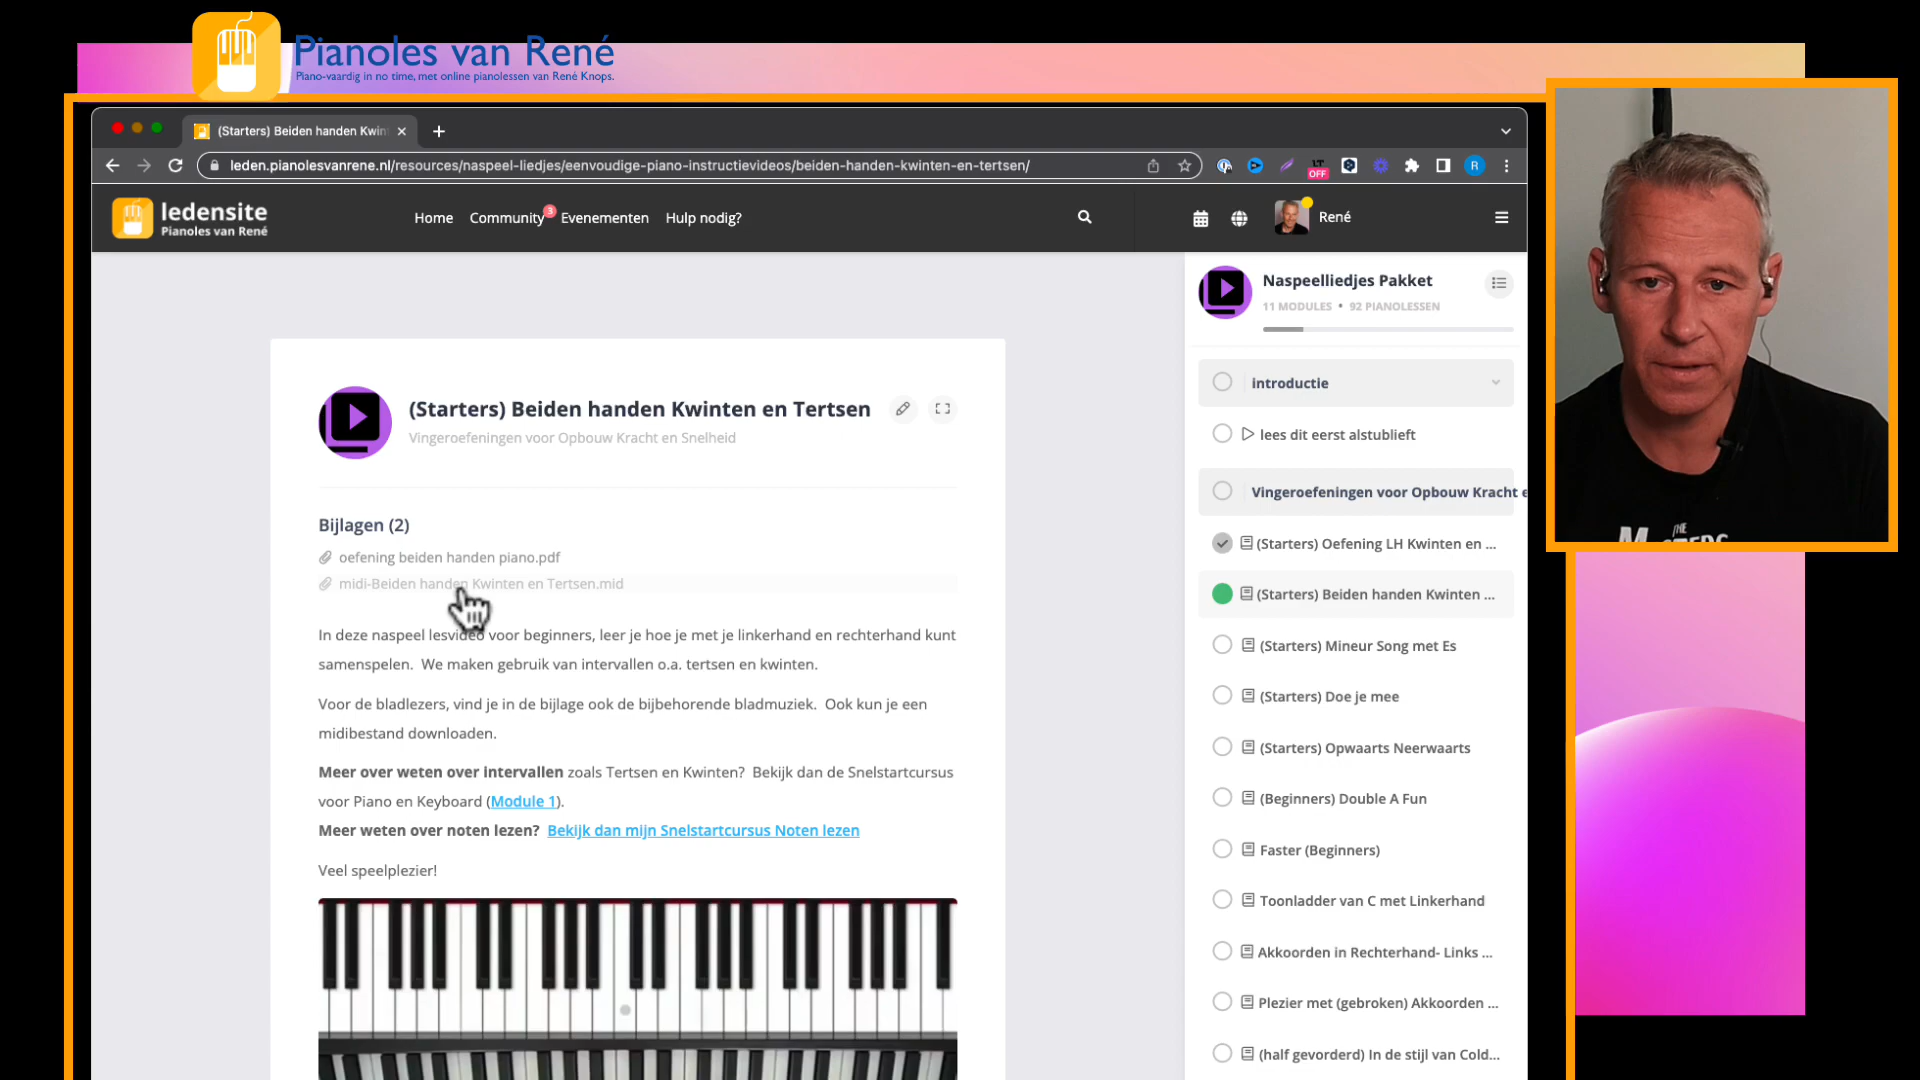 Pianoles van René
Piano-vaardig in no time, met online pianolessen van René Knops.
(Starters) Beiden handen Kwin
leden.pianolesvanrene.nl/resources/naspeel-liedjes/eenvoudige-piano-instructievideos/beiden-handen-kwinten-en-tertsen/
LT
OFF
R
ledensite
Pianoles van René
Home
Community
3
Evenementen
Hulp nodig?
René
(Starters) Beiden handen Kwinten en Tertsen
Vingeroefeningen voor Opbouw Kracht en Snelheid
Bijlagen (2)
oefening beiden handen piano.pdf
midi-Beiden handen Kwinten en Tertsen.mid
In deze naspeel lesvideo voor beginners, leer je hoe je met je linkerhand en rechterhand kunt
samenspelen. We maken gebruik van intervallen o.a. tertsen en kwinten.
Voor de bladlezers, vind je in de bijlage ook de bijbehorende bladmuziek. Ook kun je een
midibestand downloaden.
Meer over weten over intervallen zoals Tertsen en Kwinten? Bekijk dan de Snelstartcursus
voor Piano en Keyboard (Module 1).
Meer weten over noten lezen? Bekijk dan mijn Snelstartcursus Noten lezen
Veel speelplezier!
Naspeelliedjes Pakket
11 MODULES • 92 PIANOLESSEN
introductie
lees dit eerst alstublieft
Vingeroefeningen voor Opbouw Kracht e
(Starters) Oefening LH Kwinten en ...
(Starters) Beiden handen Kwinten ...
(Starters) Mineur Song met Es
(Starters) Doe je mee
(Starters) Opwaarts Neerwaarts
(Beginners) Double A Fun
Faster (Beginners)
Toonladder van C met Linkerhand
Akkoorden in Rechterhand- Links ...
Plezier met (gebroken) Akkoorden ...
(half gevorderd) In de stijl van Cold...
THE